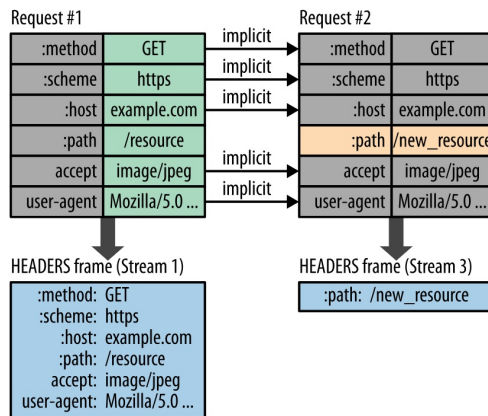 Request #1
implicit
Request #2
:method GET
:method GET
implicit
:scheme https
:scheme https
implicit
:host example.com
:host example.com
:path /resource
:path /new_resource
implicit
accept image/jpeg
accept image/jpeg
implicit
user-agent Mozilla/5.0 ...
user-agent Mozilla/5.0 ...
HEADERS frame (Stream 1)
:method: GET
:scheme: https
:host: example.com
:path: /resource
accept: image/jpeg
user-agent: Mozilla/5.0 ...
HEADERS frame (Stream 3)
:path: /new_resource